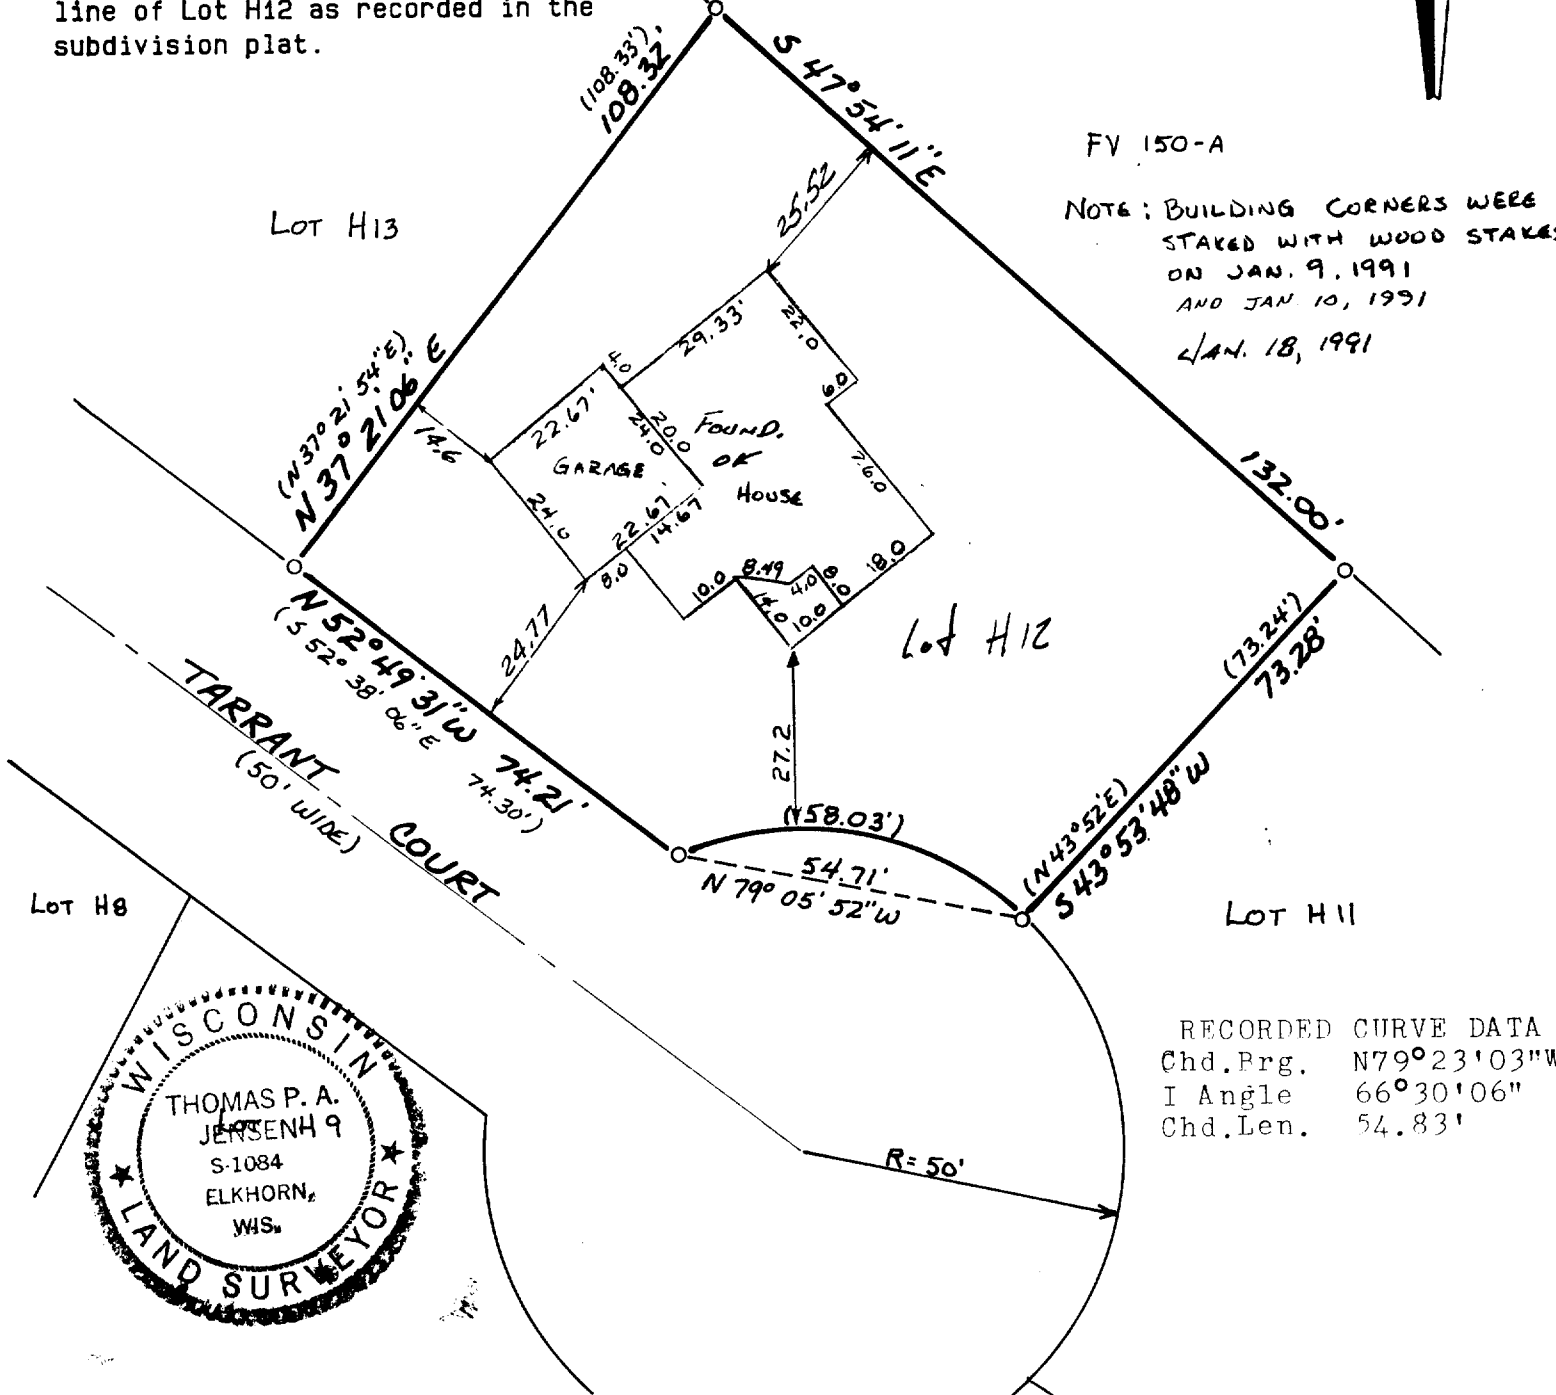 line of Lot H12 as recorded in the
subdivision plat.
(108.33')
108.32'
S 47° 54' 11" E
132.00'
FV 150-A
NOTE: BUILDING CORNERS WERE
STAKED WITH WOOD STAKES
ON JAN. 9, 1991
AND JAN 10, 1991
JAN. 18, 1991
LOT H13
25.52
29.33'
22.0
6.0
4.0
22.67'
20.0
24.0
FOUND.
OK
GARAGE
HOUSE
26.0
14.6
24.0
22.67'
14.67
8.0
10.0
8.49
4.0
8.0
18.0
14.0
10.0
(N 37° 21' 54" E)
N 37° 21' 06" E
24.77
27.2
Lot H12
(73.24')
73.28'
N 52° 49' 31" W 74.21'
(S 52° 38' 06" E 74.30')
TARRANT COURT
(50' WIDE)
(58.03')
54.71'
N 79° 05' 52" W
(N 43° 52' E)
S 43° 53' 48" W
LOT H8
LOT H11
RECORDED CURVE DATA
Chd.Brg. N79°23'03"W
I Angle 66°30'06"
Chd.Len. 54.83'
R= 50'
WISCONSIN
THOMAS P. A.
JENSEN
LOT H9
S-1084
ELKHORN,
WIS.
LAND SURVEYOR